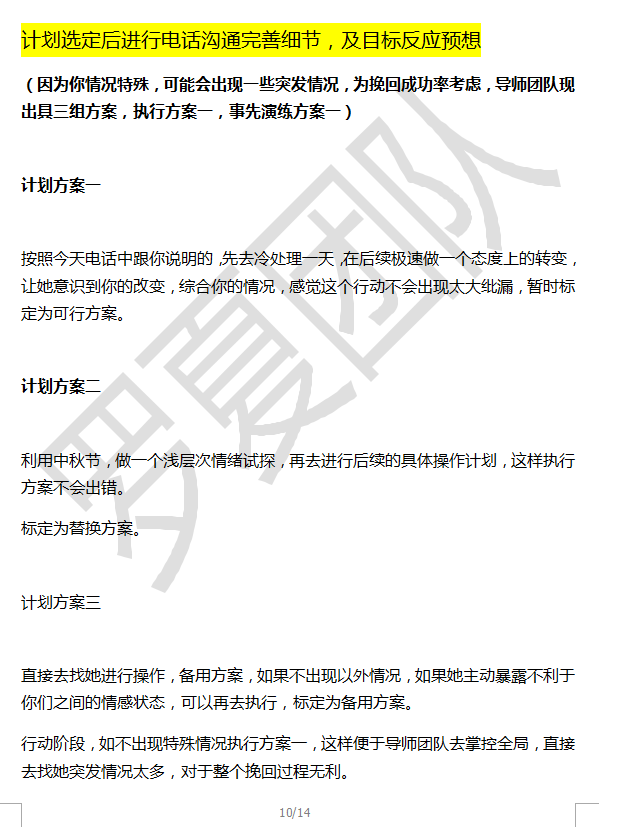 计划选定后进行电话沟通完善细节，及目标反应预想
（因为你情况特殊，可能会出现一些突发情况，为挽回成功率考虑，导师团队现
出具三组方案，执行方案一，事先演练方案一）
计划方案一
按照今天电话中跟你说明的，先去冷处理一天，在后续极速做一个态度上的转变，
让她意识到你的改变，综合你的情况，感觉这个行动不会出现太大纰漏，暂时标
定为可行方案。
计划方案二
利用中秋节，做一个浅层次情绪试探，再去进行后续的具体操作计划，这样执行
方案不会出错。
标定为替换方案。
计划方案三
直接去找她进行操作，备用方案，如果不出现以外情况，如果她主动暴露不利于
你们之间的情感状态，可以再去执行，标定为备用方案。
行动阶段，如不出现特殊情况执行方案一，这样便于导师团队去掌控全局，直接
去找她突发情况太多，对于整个挽回过程无利。
10/14
罗夏团队